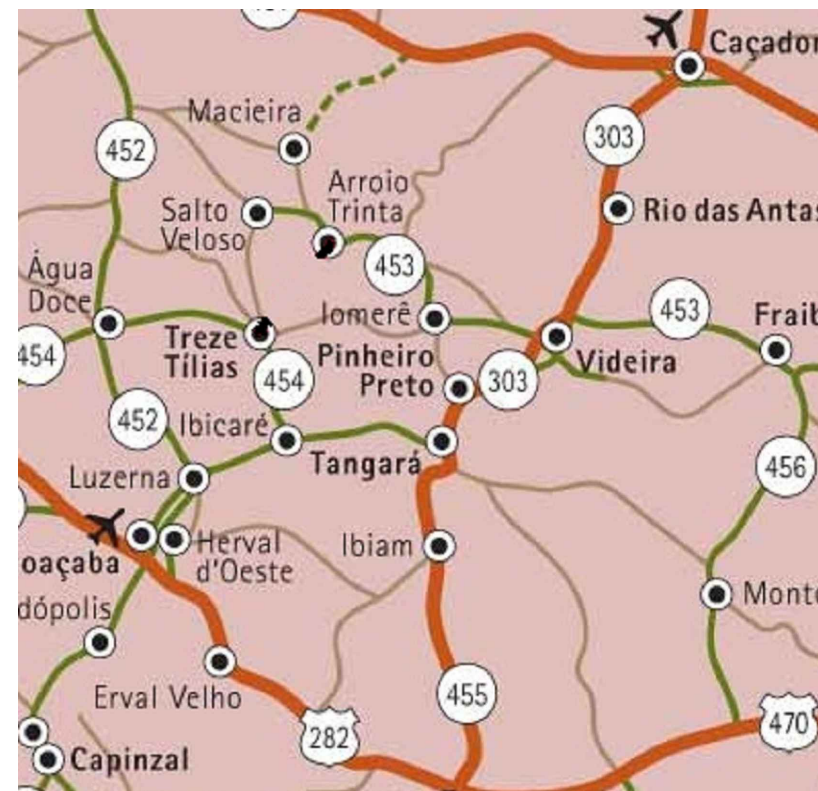 Caçador
Macieira
303
452
Arroio
Trinta
Salto
Veloso
Rio das Antas
453
Água
Doce
Iomerê
453
Fraib
Treze
Tílias
Pinheiro
Preto
Videira
454
454
303
452
Ibicaré
Tangará
Luzerna
456
Herval
d'Oeste
Ibiam
oaçaba
dópolis
Monte
Erval Velho
455
282
470
Capinzal